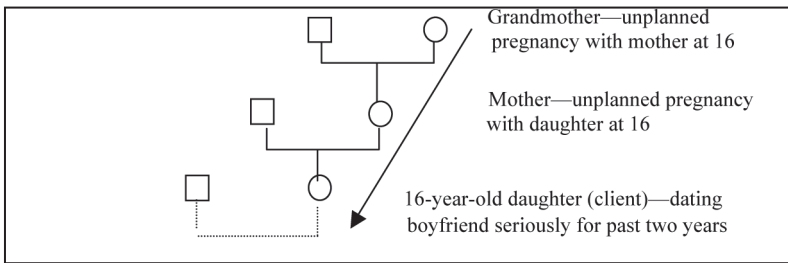 Grandmother—unplanned
pregnancy with mother at 16
Mother—unplanned pregnancy
with daughter at 16
16-year-old daughter (client)—dating
boyfriend seriously for past two years